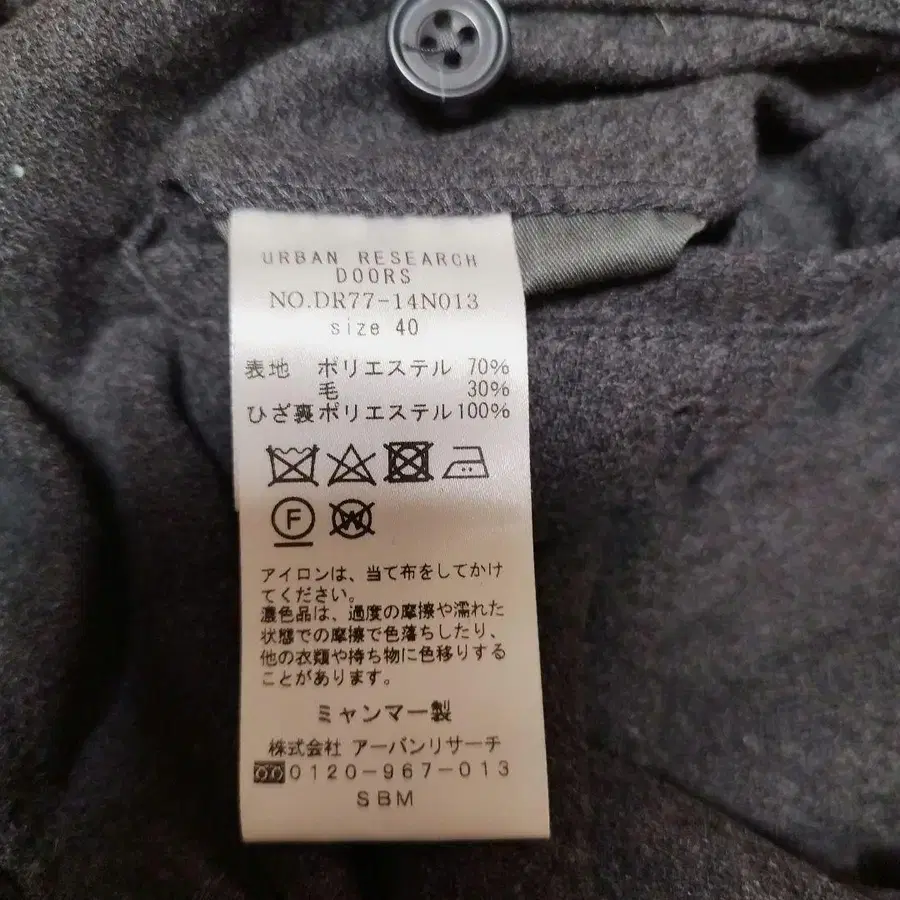 URBAN RESEARCH
DOORS
NO.DR77-14N013
size 40
表地 ポリエステル 70%
毛 30%
ひざ裏ポリエステル100%
F
W
アイロンは、当て布をしてかけ
てください。
濃色品は、過度の摩擦や濡れた
状態での摩擦で色落ちしたり、
他の衣類や持ち物に色移りする
ことがあります。
ミャンマー製
株式会社 アーバンリサーチ
0120-967-013
SBM